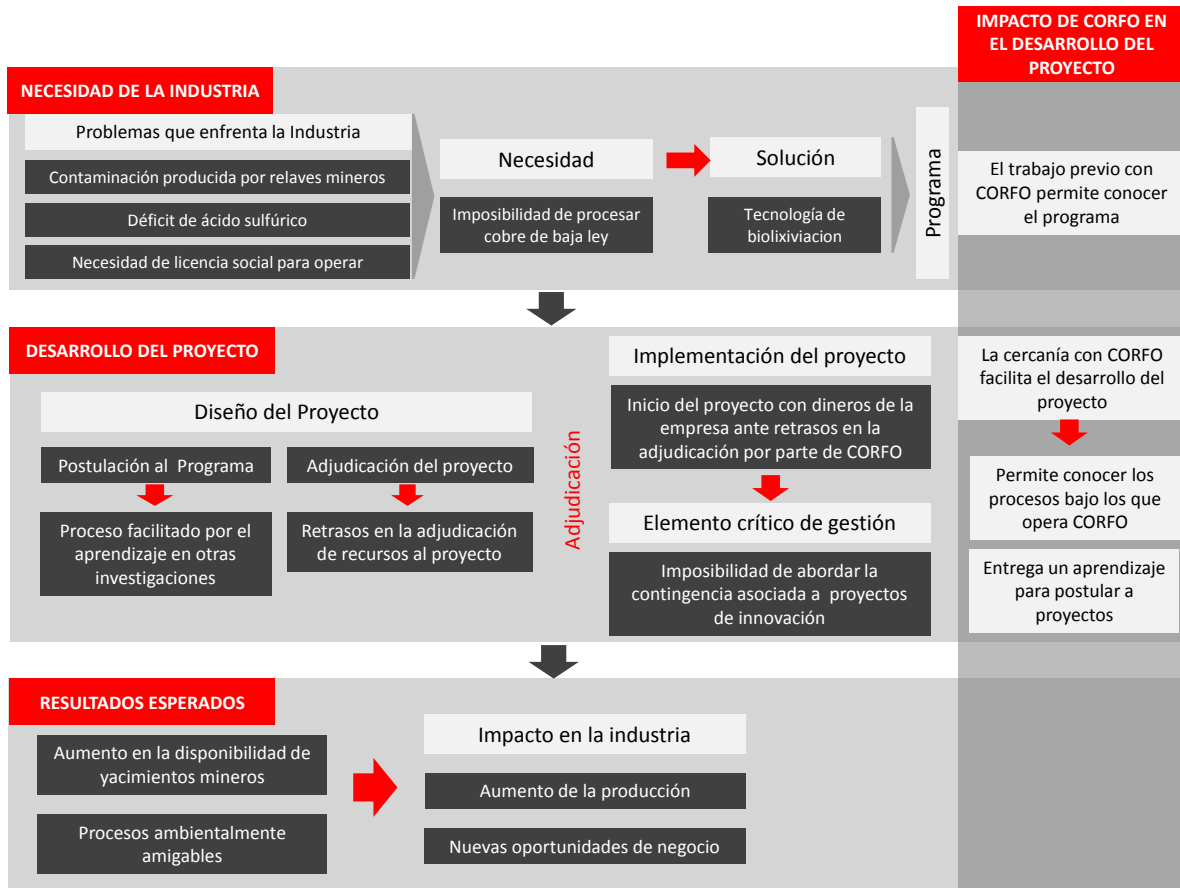 IMPACTO DE CORFO EN
EL DESARROLLO DEL
PROYECTO
NECESIDAD DE LA INDUSTRIA
Problemas que enfrenta la Industria
Contaminación producida por relaves mineros
Déficit de ácido sulfúrico
Necesidad de licencia social para operar
Necesidad
Imposibilidad de procesar
cobre de baja ley
Solución
Tecnología de
biolixiviacion
Programa
El trabajo previo con
CORFO permite conocer
el programa
DESARROLLO DEL PROYECTO
Diseño del Proyecto
Postulación al Programa
Proceso facilitado por el
aprendizaje en otras
investigaciones
Adjudicación del proyecto
Retrasos en la adjudicación
de recursos al proyecto
Adjudicación
Implementación del proyecto
Inicio del proyecto con dineros de la
empresa ante retrasos en la
adjudicación por parte de CORFO
Elemento crítico de gestión
Imposibilidad de abordar la
contingencia asociada a proyectos
de innovación
La cercanía con CORFO
facilita el desarrollo del
proyecto
Permite conocer los
procesos bajo los que
opera CORFO
Entrega un aprendizaje
para postular a
proyectos
RESULTADOS ESPERADOS
Aumento en la disponibilidad de
yacimientos mineros
Procesos ambientalmente
amigables
Impacto en la industria
Aumento de la producción
Nuevas oportunidades de negocio